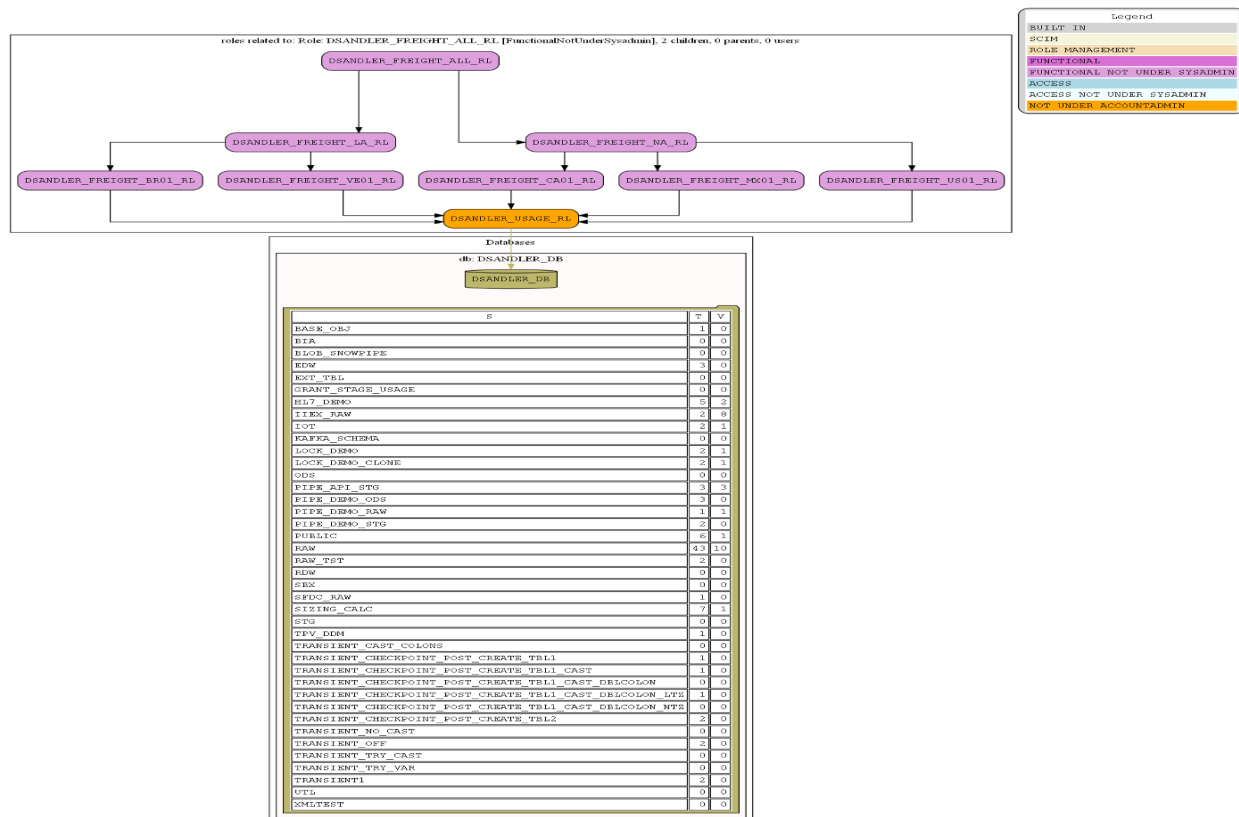 Legend
BUILT IN
SCIM
ROLE MANAGEMENT
FUNCTIONAL
FUNCTIONAL NOT UNDER SYSADMIN
ACCESS
ACCESS NOT UNDER SYSADMIN
NOT UNDER ACCOUNTADMIN
roles related to: Role: DSANDLER_FREIGHT_ALL_RL [FunctionalNotUnderSysadmin], 2 children, 0 parents, 0 users
DSANDLER_FREIGHT_ALL_RL
DSANDLER_FREIGHT_LA_RL DSANDLER_FREIGHT_NA_RL
DSANDLER_FREIGHT_BR01_RL DSANDLER_FREIGHT_VE01_RL DSANDLER_FREIGHT_CA01_RL DSANDLER_FREIGHT_MX01_RL DSANDLER_FREIGHT_US01_RL
DSANDLER_USAGE_RL
Databases
db: DSANDLER_DB
DSANDLER_DB
S T V
BASE_OBJ 1 0
BIA 0 0
BLOB_SNOWPIPE 0 0
EDW 3 0
EXT_TBL 0 0
GRANT_STAGE_USAGE 0 0
HL7_DEMO 5 2
IIEX_RAW 2 8
IOT 2 1
KAFKA_SCHEMA 0 0
LOCK_DEMO 2 1
LOCK_DEMO_CLONE 2 1
ODS 0 0
PIPE_API_STG 3 3
PIPE_DEMO_ODS 3 0
PIPE_DEMO_RAW 1 1
PIPE_DEMO_STG 2 0
PUBLIC 6 1
RAW 43 10
RAW_TST 2 0
RDW 0 0
SBX 0 0
SFDC_RAW 1 0
SIZING_CALC 7 1
STG 0 0
TPV_DDM 1 0
TRANSIENT_CAST_COLONS 0 0
TRANSIENT_CHECKPOINT_POST_CREATE_TBL1 1 0
TRANSIENT_CHECKPOINT_POST_CREATE_TBL1_CAST 1 0
TRANSIENT_CHECKPOINT_POST_CREATE_TBL1_CAST_DBLCOLON 0 0
TRANSIENT_CHECKPOINT_POST_CREATE_TBL1_CAST_DBLCOLON_LTZ 1 0
TRANSIENT_CHECKPOINT_POST_CREATE_TBL1_CAST_DBLCOLON_NTZ 0 0
TRANSIENT_CHECKPOINT_POST_CREATE_TBL2 2 0
TRANSIENT_NO_CAST 0 0
TRANSIENT_OFF 2 0
TRANSIENT_TRY_CAST 0 0
TRANSIENT_TRY_VAR 0 0
TRANSIENT1 2 0
UTL 0 0
XMLTEST 0 0